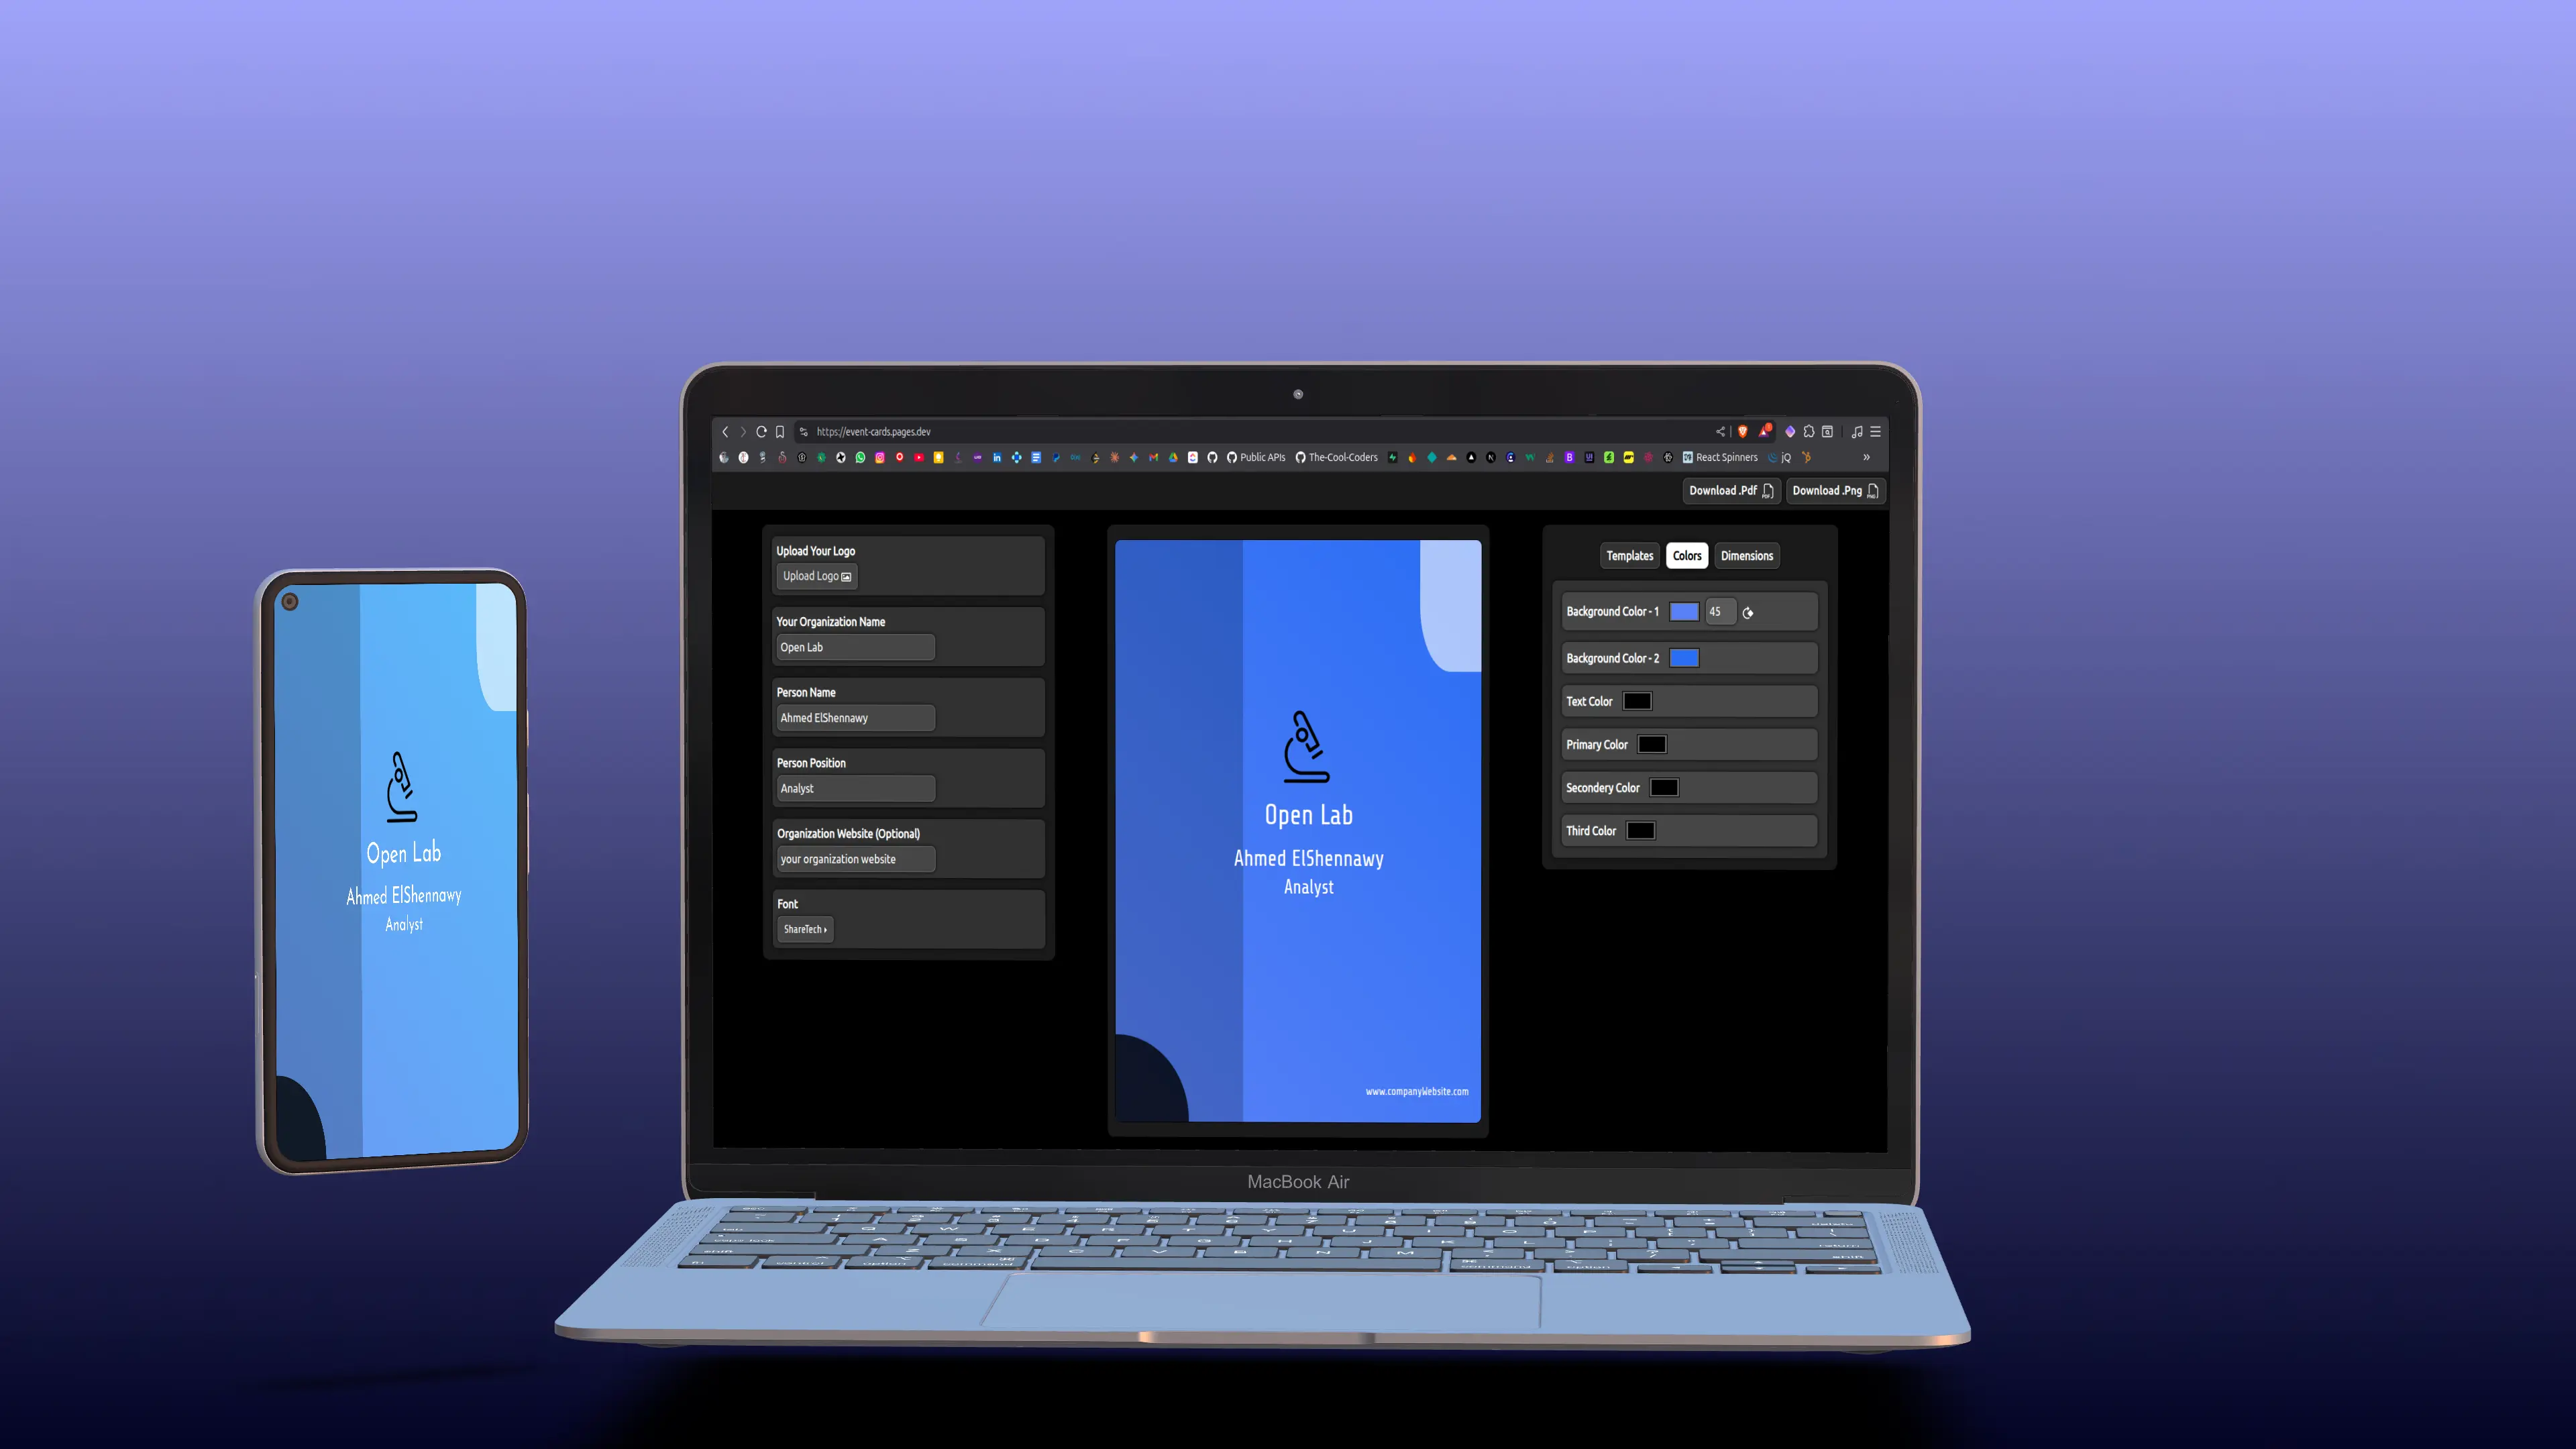 Open Lab
Ahmed ElShennawy
Analyst
https://event-cards.pages.dev
Public APIs
The-Cool-Coders
React Spinners
jQ
Download .Pdf
Download .Png
Upload Your Logo
Upload Logo
Your Organization Name
Open Lab
Person Name
Ahmed ElShennawy
Person Position
Analyst
Organization Website (Optional)
your organization website
Font
ShareTech
Open Lab
Ahmed ElShennawy
Analyst
www.companyWebsite.com
Templates
Colors
Dimensions
Background Color - 1
45
Background Color - 2
Text Color
Primary Color
Secondery Color
Third Color
MacBook Air